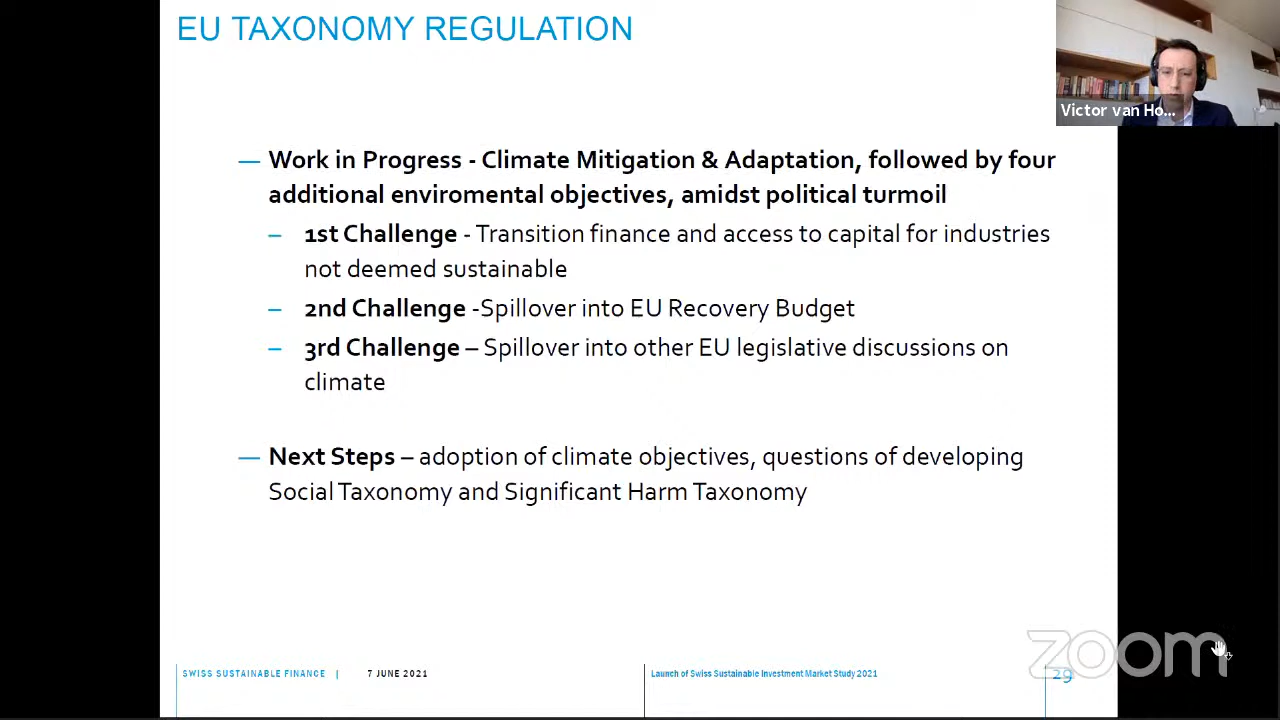 EU TAXONOMY REGULATION
Victor van Ho...
— Work in Progress - Climate Mitigation & Adaptation, followed by four
additional enviromental objectives, amidst political turmoil
– 1st Challenge - Transition finance and access to capital for industries
not deemed sustainable
– 2nd Challenge -Spillover into EU Recovery Budget
– 3rd Challenge – Spillover into other EU legislative discussions on
climate
— Next Steps – adoption of climate objectives, questions of developing
Social Taxonomy and Significant Harm Taxonomy
SWISS SUSTAINABLE FINANCE | 7 JUNE 2021
Launch of Swiss Sustainable Investment Market Study 2021
29
zoom